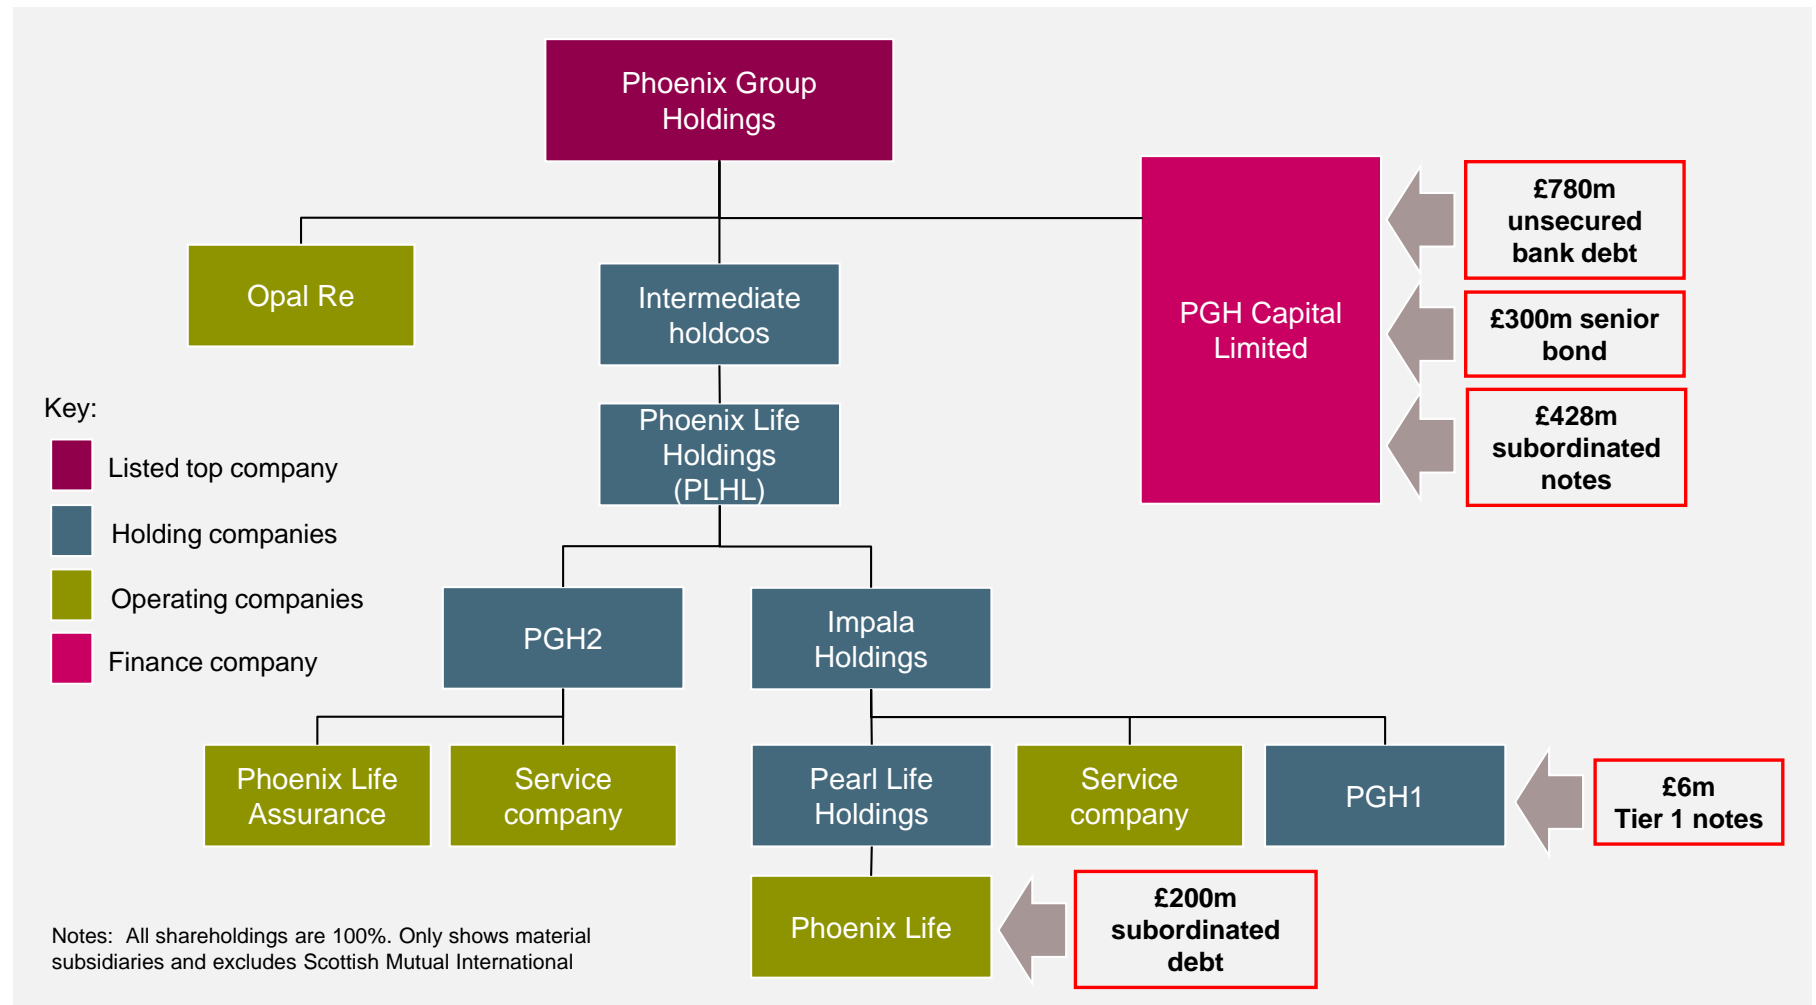 Phoenix Group
Holdings
£780m
unsecured
bank debt
Opal Re
Intermediate
holdcos
PGH Capital
Limited
£300m senior
bond
£428m
subordinated
notes
Key:
Listed top company
Holding companies
Operating companies
Finance company
Phoenix Life
Holdings
(PLHL)
PGH2
Impala
Holdings
Phoenix Life
Assurance
Service
company
Pearl Life
Holdings
Service
company
PGH1
£6m
Tier 1 notes
Phoenix Life
£200m
subordinated
debt
Notes: All shareholdings are 100%. Only shows material
subsidiaries and excludes Scottish Mutual International